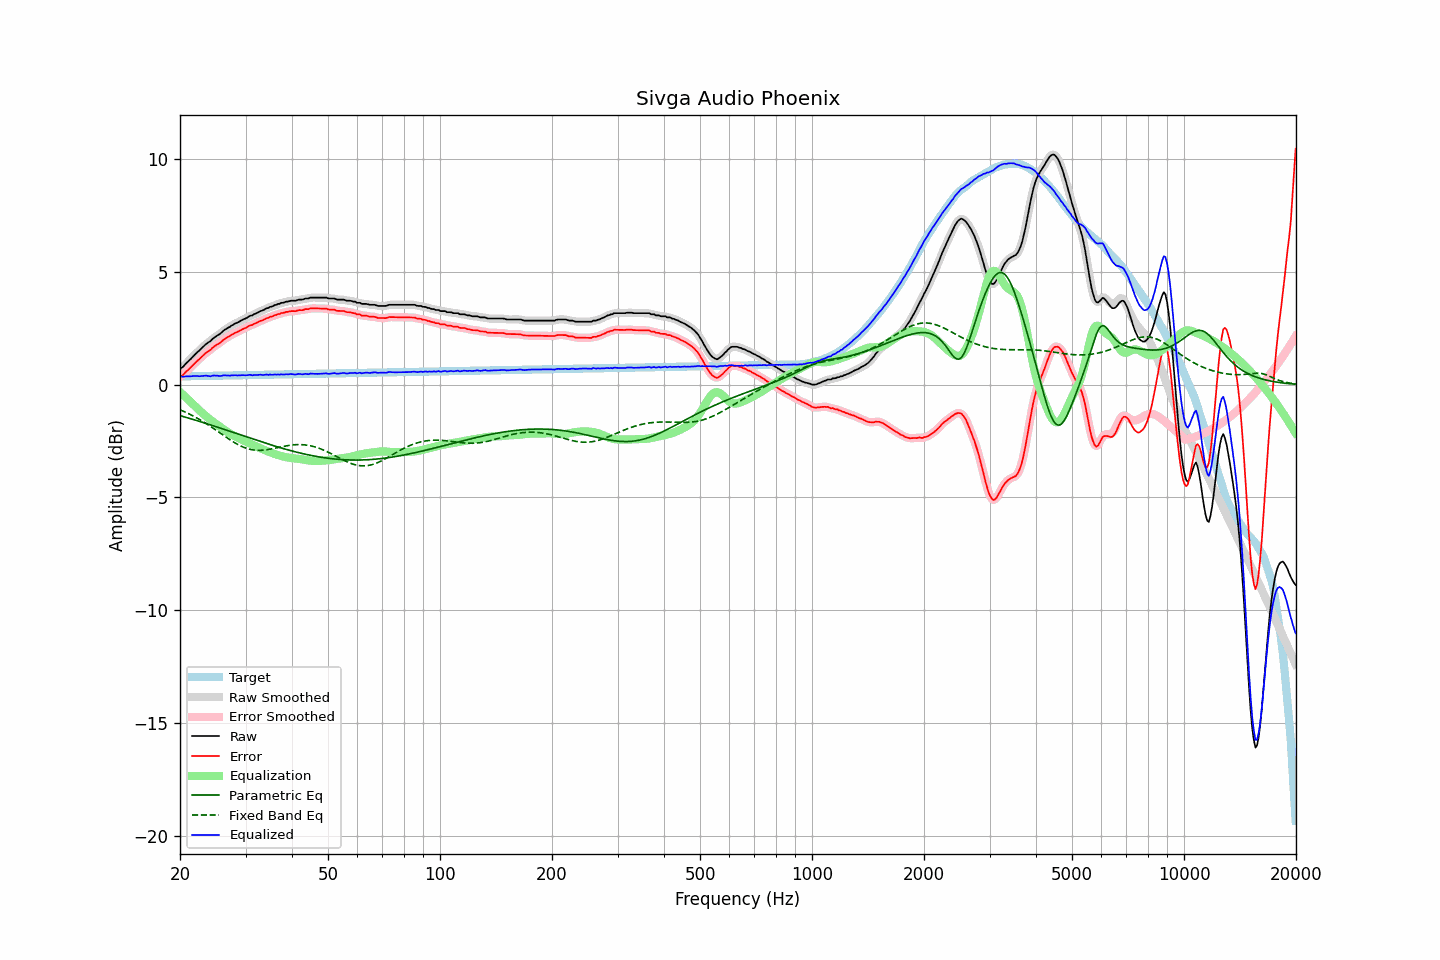 Sivga Audio Phoenix
10
5
0
−5
−10
−15
−20
Amplitude (dBr)
Target
Raw Smoothed
Error Smoothed
Raw
Error
Equalization
Parametric Eq
Fixed Band Eq
Equalized
20 50 100 200 500 1000 2000 5000 10000 20000
Frequency (Hz)